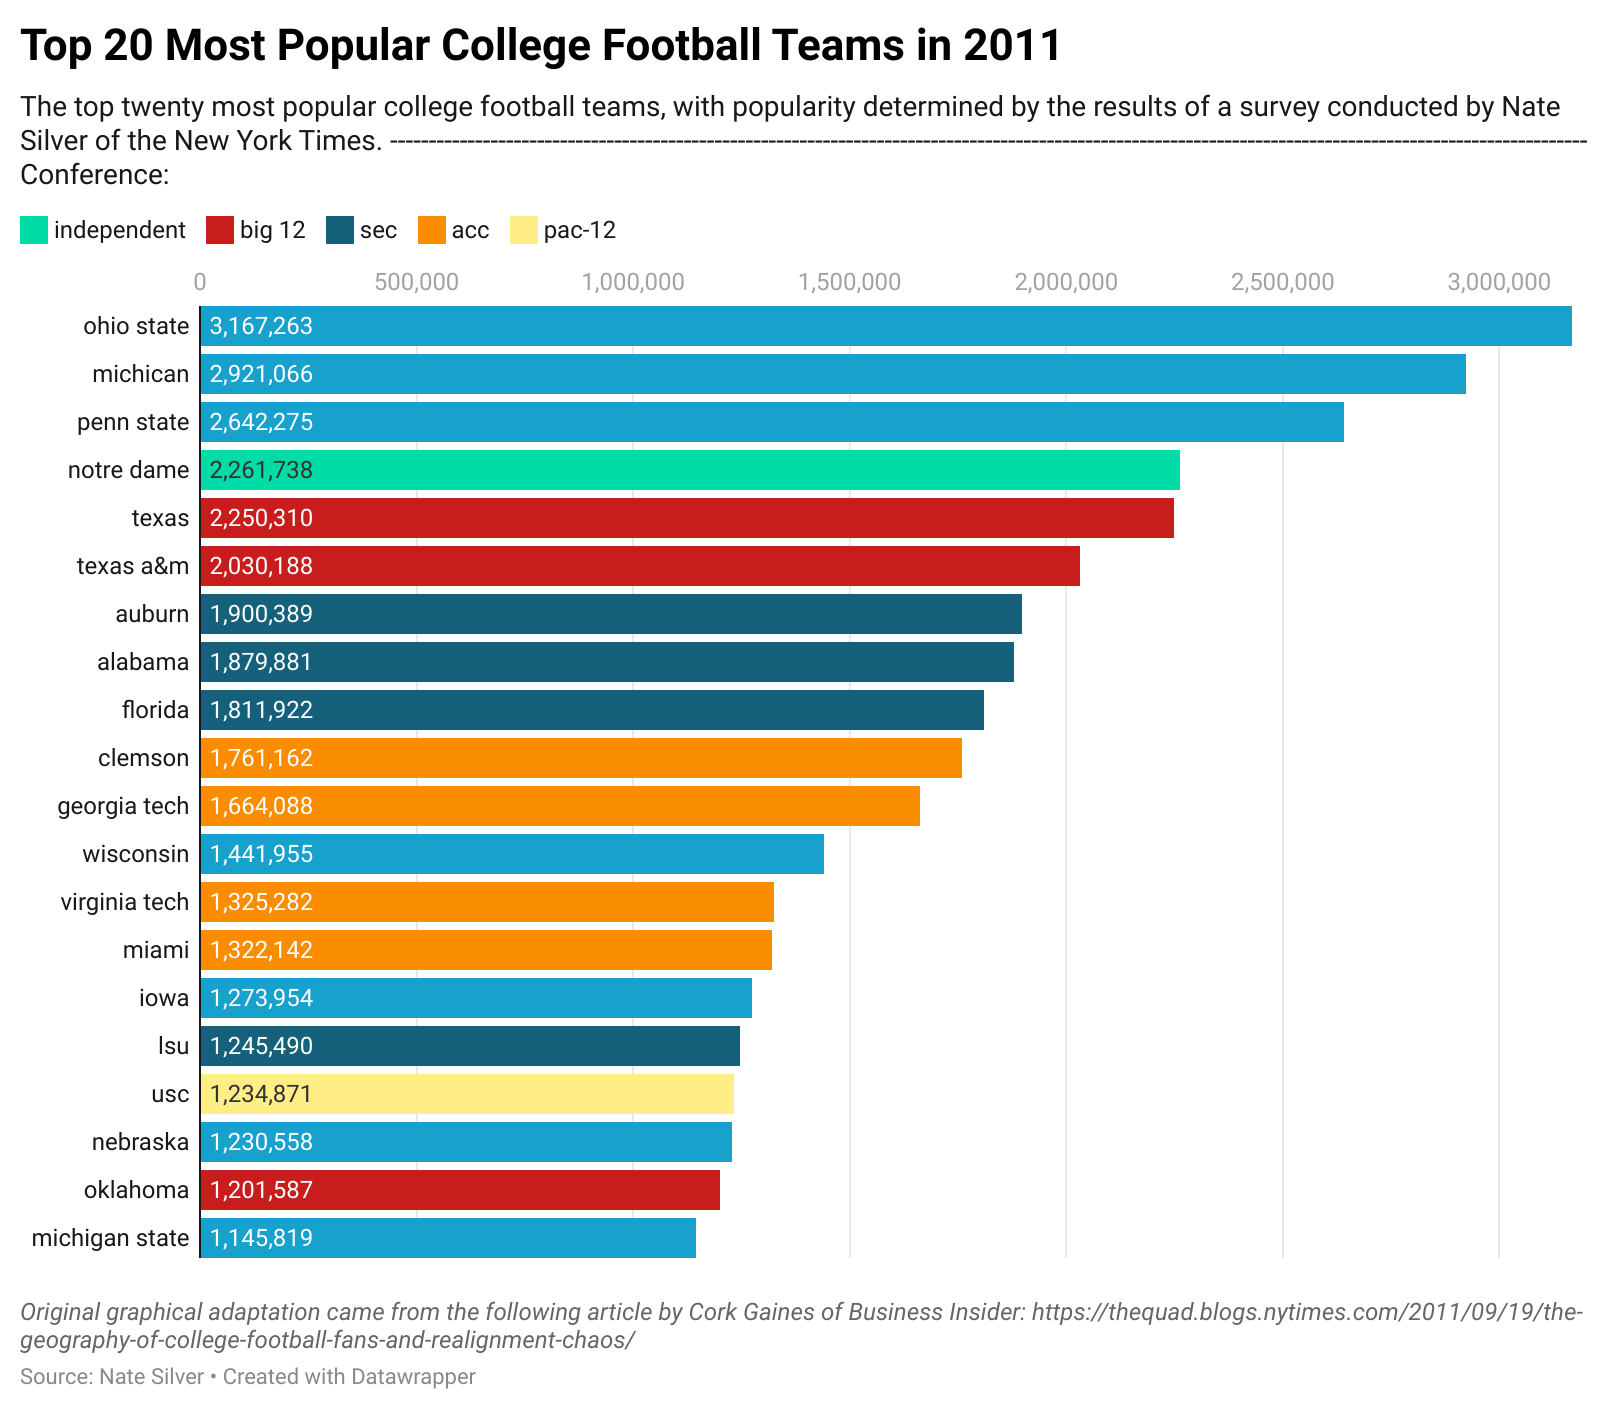 Top 20 Most Popular College Football Teams in 2011
The top twenty most popular college football teams, with popularity determined by the results of a survey conducted by Nate
Silver of the New York Times. ----------------------------------------------------------------------------------------------------------------------------------------------------------------
Conference:
independent big 12 sec acc pac-12
0 500,000 1,000,000 1,500,000 2,000,000 2,500,000 3,000,000
ohio state 3,167,263
michican 2,921,066
penn state 2,642,275
notre dame 2,261,738
texas 2,250,310
texas a&m 2,030,188
auburn 1,900,389
alabama 1,879,881
florida 1,811,922
clemson 1,761,162
georgia tech 1,664,088
wisconsin 1,441,955
virginia tech 1,325,282
miami 1,322,142
iowa 1,273,954
lsu 1,245,490
usc 1,234,871
nebraska 1,230,558
oklahoma 1,201,587
michigan state 1,145,819
Original graphical adaptation came from the following article by Cork Gaines of Business Insider: https://thequad.blogs.nytimes.com/2011/09/19/the-
geography-of-college-football-fans-and-realignment-chaos/
Source: Nate Silver • Created with Datawrapper